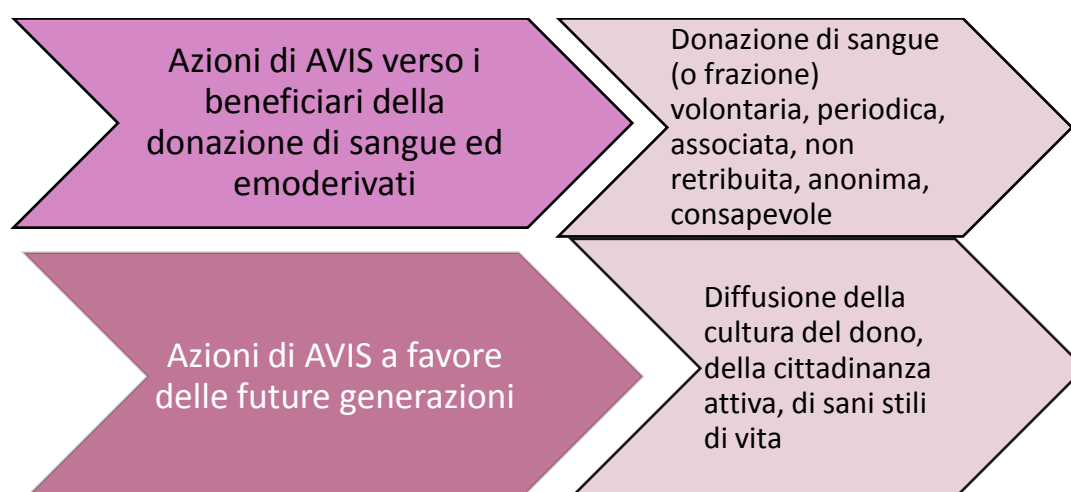 Azioni di AVIS verso i
beneficiari della
donazione di sangue ed
emoderivati
Donazione di sangue
(o frazione)
volontaria, periodica,
associata, non
retribuita, anonima,
consapevole
Azioni di AVIS a favore
delle future generazioni
Diffusione della
cultura del dono,
della cittadinanza
attiva, di sani stili
di vita